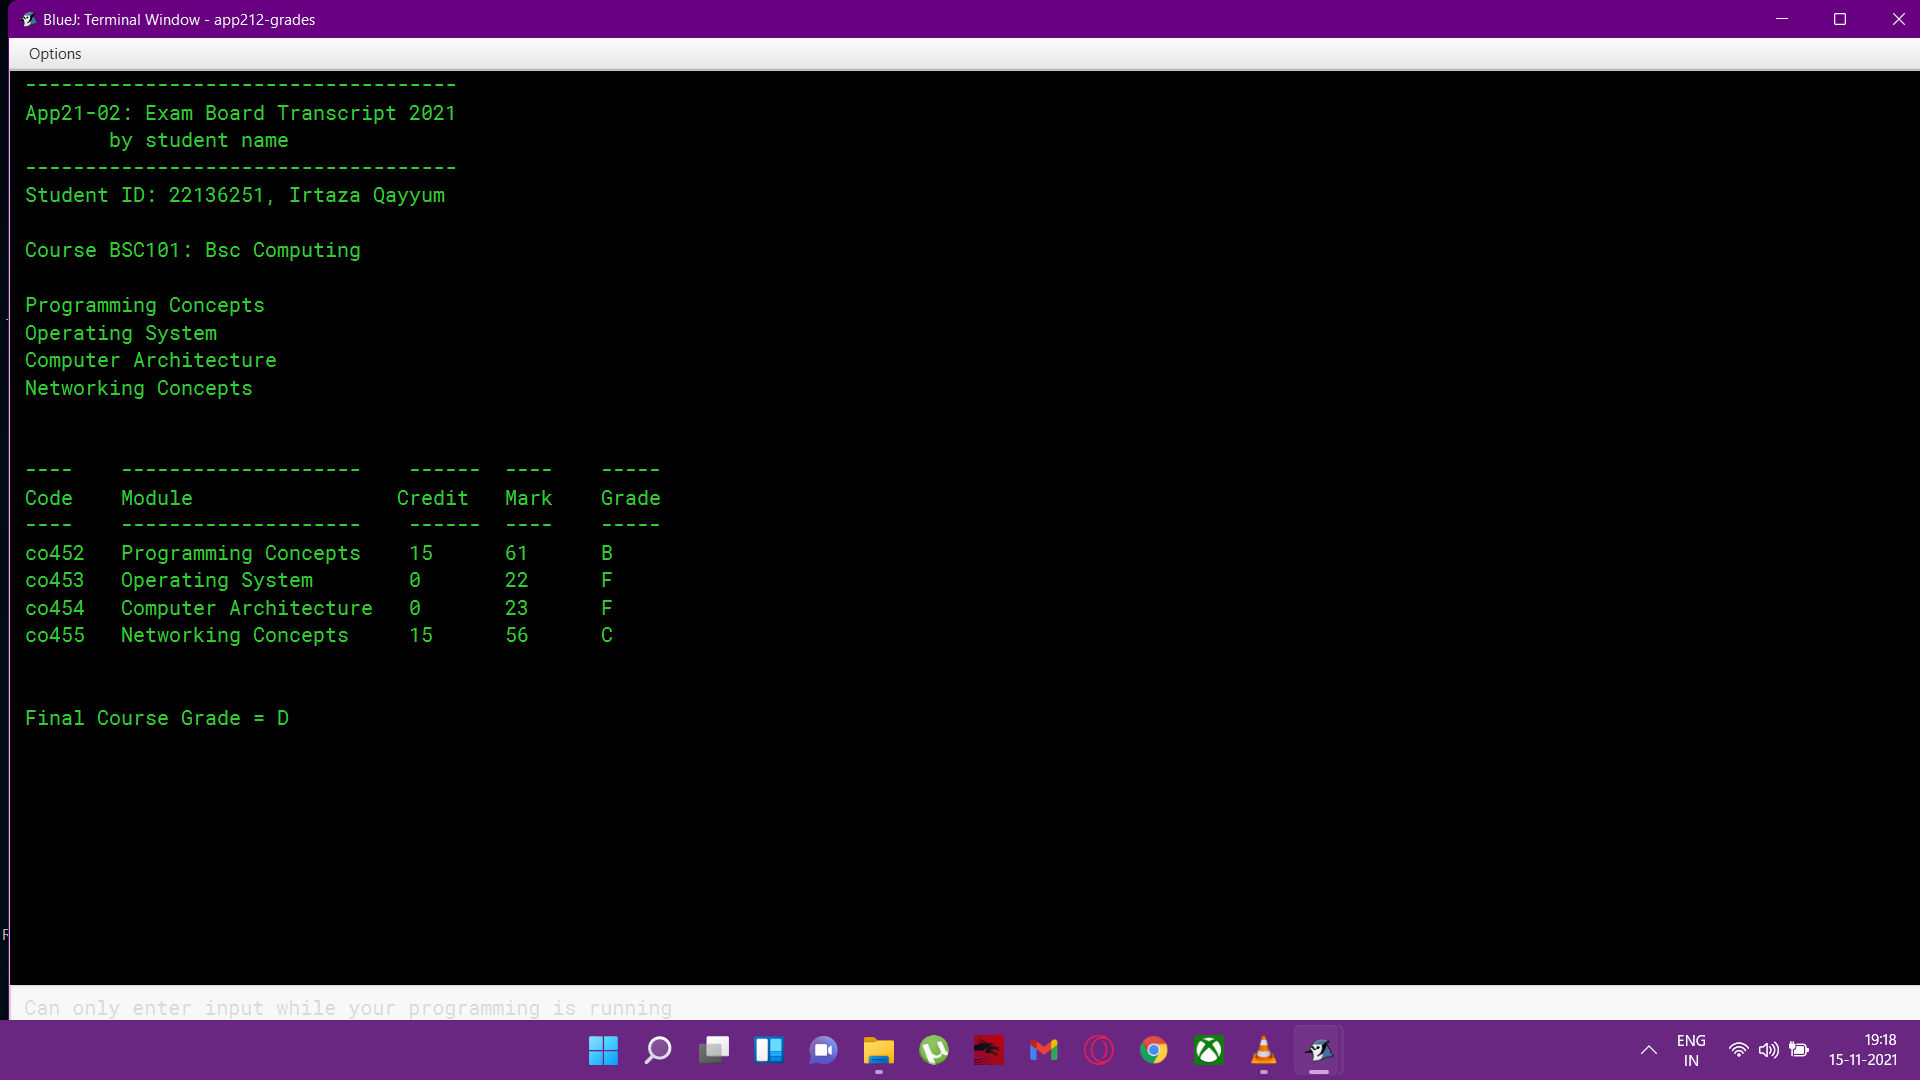 BlueJ: Terminal Window - app212-grades
Options
------------------------------------
App21-02: Exam Board Transcript 2021
       by student name
------------------------------------
Student ID: 22136251, Irtaza Qayyum
Course BSC101: Bsc Computing
Programming Concepts
Operating System
Computer Architecture
Networking Concepts
----    --------------------    ------  ----    -----
Code    Module                 Credit   Mark    Grade
----    --------------------    ------  ----    -----
co452   Programming Concepts    15      61      B
co453   Operating System        0       22      F
co454   Computer Architecture   0       23      F
co455   Networking Concepts     15      56      C
Final Course Grade = D
Can only enter input while your programming is running
ENG
IN
19:18
15-11-2021